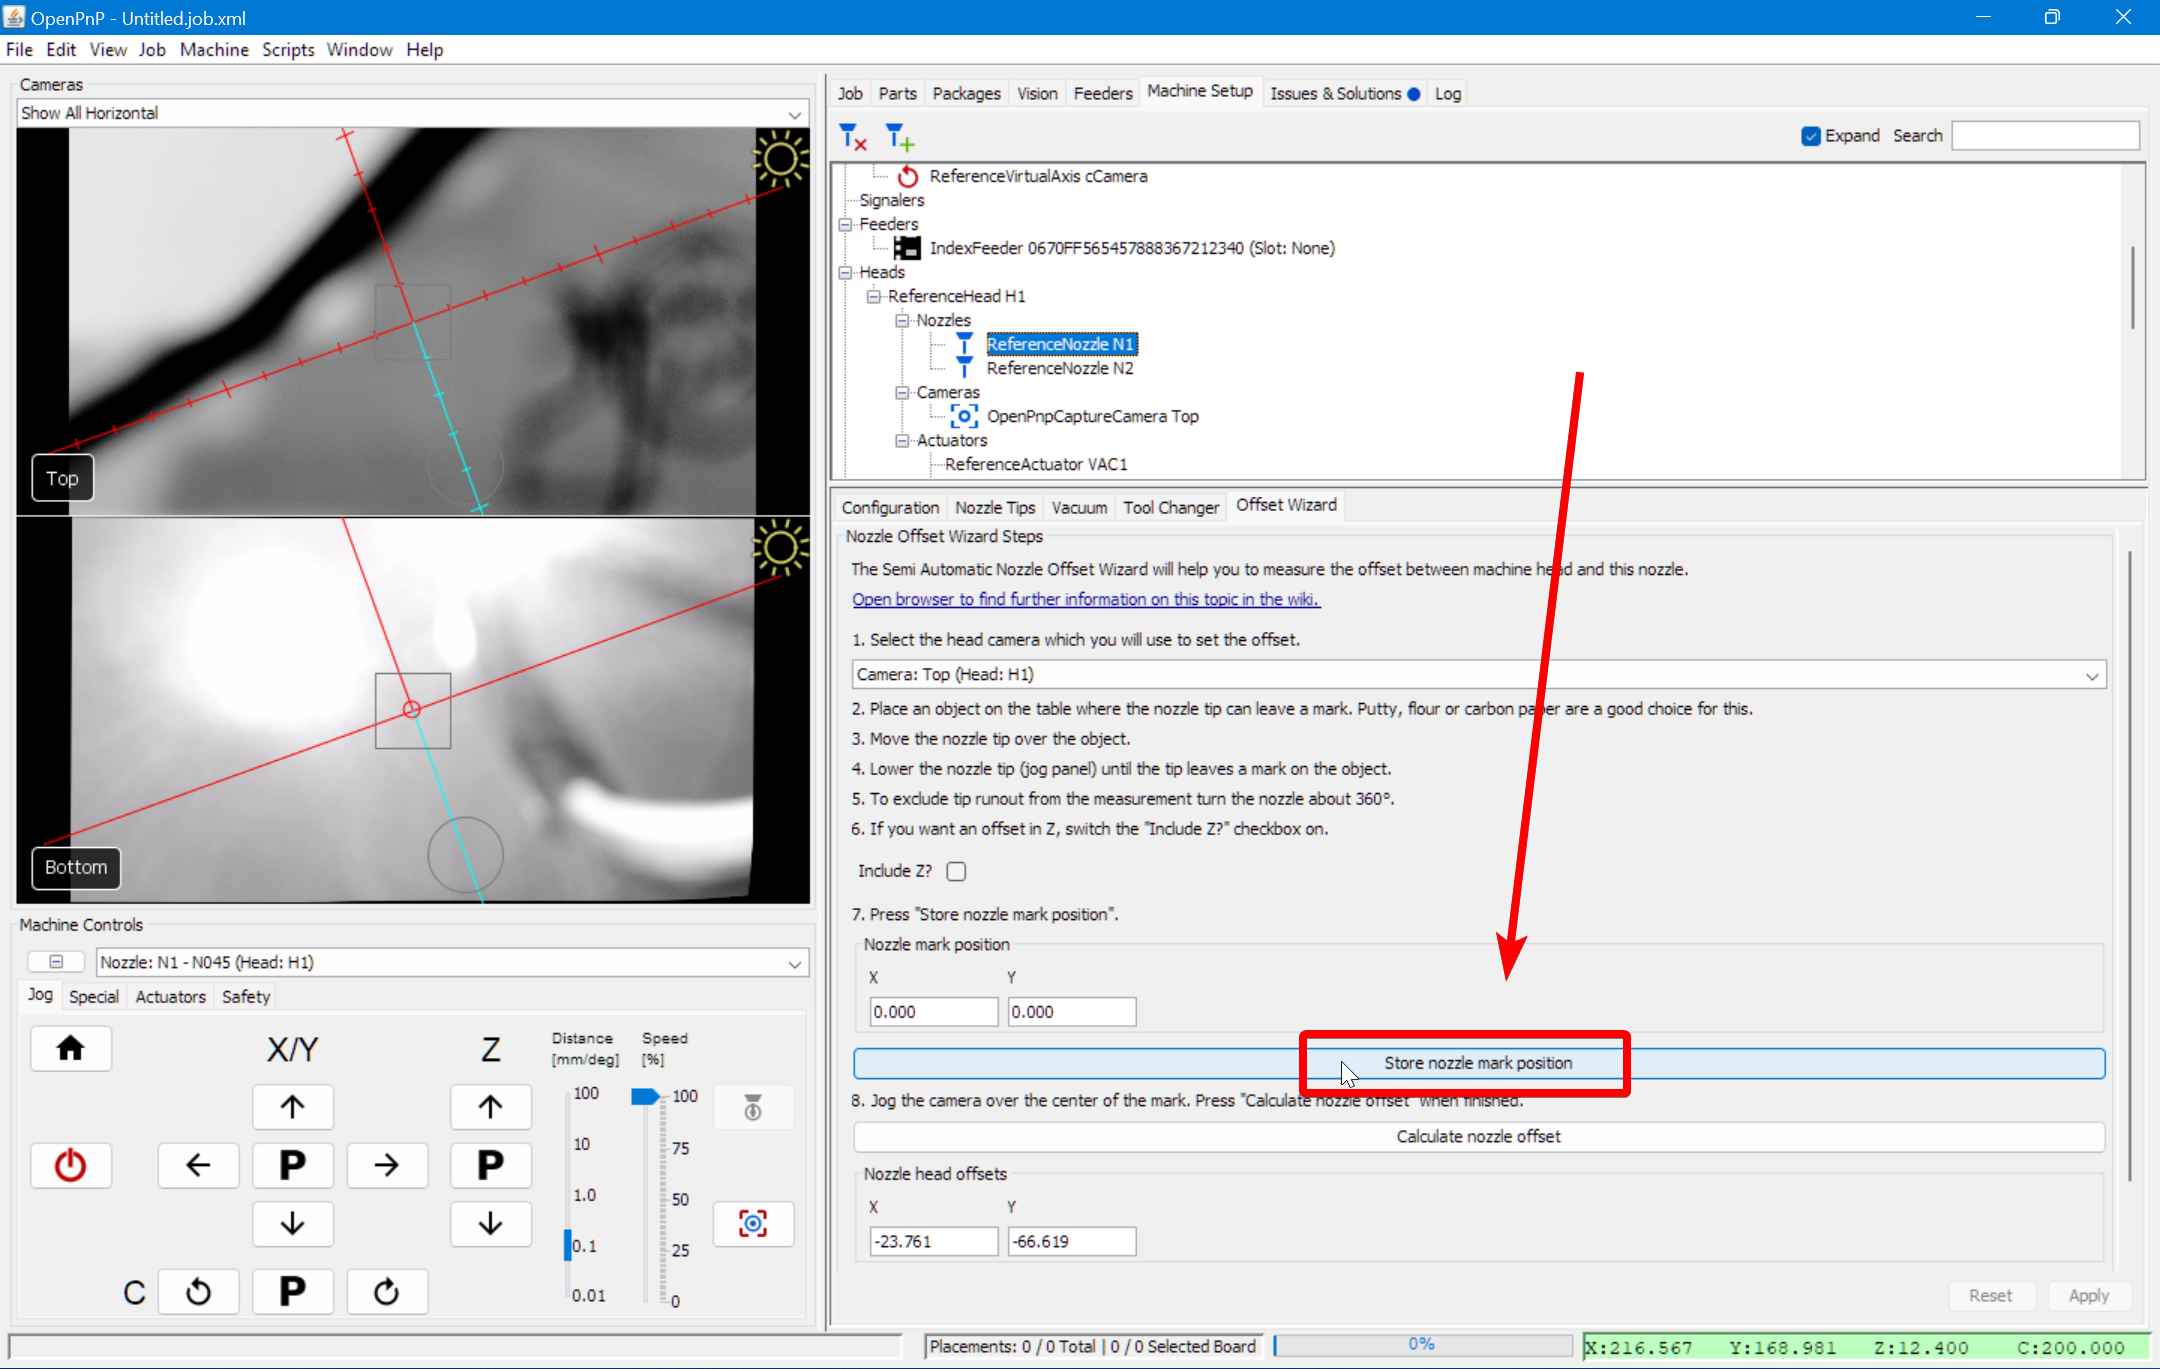 OpenPnP - Untitled.job.xml
File Edit View Job Machine Scripts Window Help
Cameras
Show All Horizontal
Top
Bottom
Machine Controls
Nozzle: N1 - N045 (Head: H1)
Jog Special Actuators Safety
X/Y Z
Distance [mm/deg]
Speed [%]
100
10
1.0
0.1
0.01
100
75
50
25
0
P P
C P
Job Parts Packages Vision Feeders Machine Setup Issues & Solutions Log
Expand Search
ReferenceVirtualAxis cCamera
Signalers
Feeders
IndexFeeder 0670FF565457888367212340 (Slot: None)
Heads
ReferenceHead H1
Nozzles
ReferenceNozzle N1
ReferenceNozzle N2
Cameras
OpenPnpCaptureCamera Top
Actuators
ReferenceActuator VAC1
Configuration Nozzle Tips Vacuum Tool Changer Offset Wizard
Nozzle Offset Wizard Steps
The Semi Automatic Nozzle Offset Wizard will help you to measure the offset between machine head and this nozzle.
Open browser to find further information on this topic in the wiki.
1. Select the head camera which you will use to set the offset.
Camera: Top (Head: H1)
2. Place an object on the table where the nozzle tip can leave a mark. Putty, flour or carbon paper are a good choice for this.
3. Move the nozzle tip over the object.
4. Lower the nozzle tip (jog panel) until the tip leaves a mark on the object.
5. To exclude tip runout from the measurement turn the nozzle about 360º.
6. If you want an offset in Z, switch the "Include Z?" checkbox on.
Include Z?
7. Press "Store nozzle mark position".
Nozzle mark position
X Y
0.000 0.000
Store nozzle mark position
8. Jog the camera over the center of the mark. Press "Calculate nozzle offset" when finished.
Calculate nozzle offset
Nozzle head offsets
X Y
-23.761 -66.619
Reset Apply
Placements: 0 / 0 Total | 0 / 0 Selected Board
0%
X:216.567 Y:168.981 Z:12.400 C:200.000